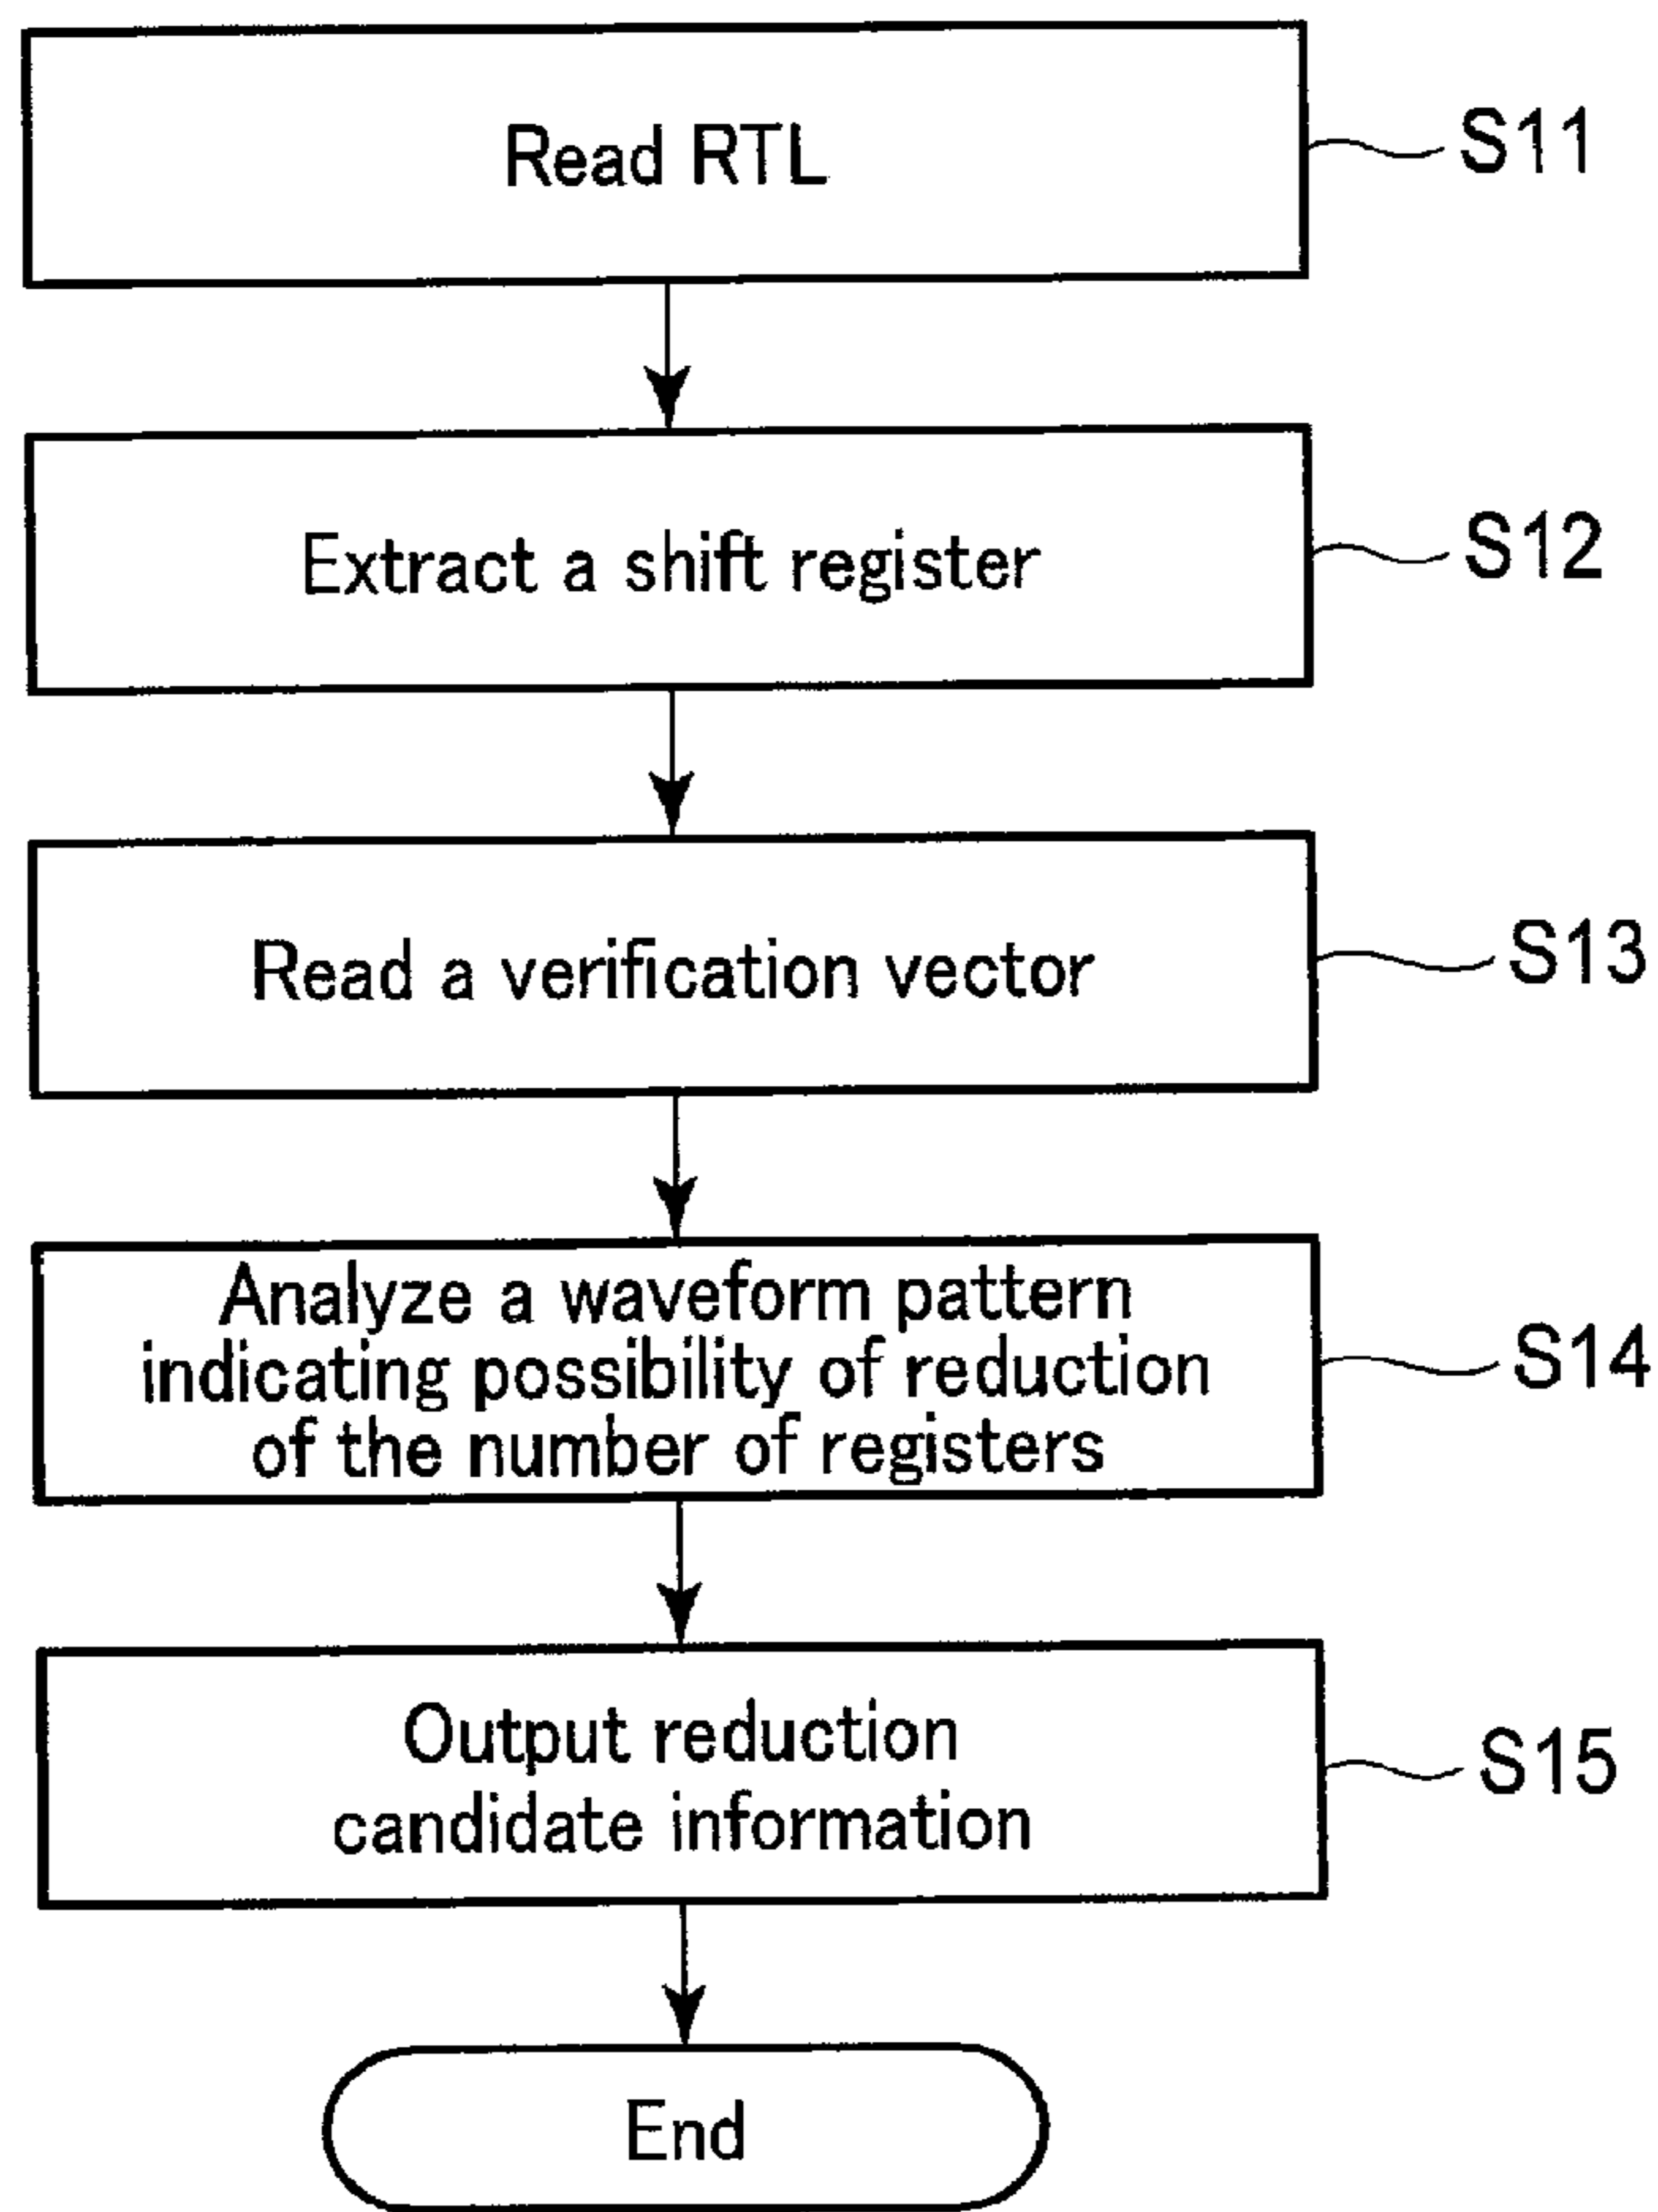 Read RTL
S11
Extract a shift register
S12
Read a verification vector
S13
Analyze a waveform pattern
indicating possibility of reduction
of the number of registers
S14
Output reduction
candidate information
S15
End